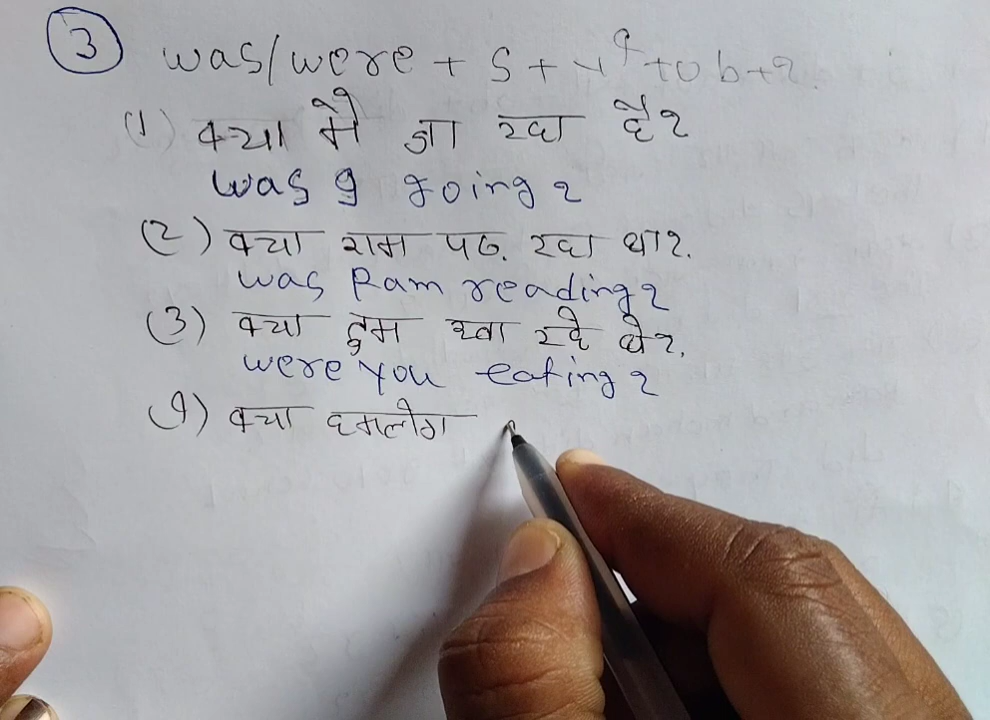 3 was/were + S + v⁴ + ob + ?
(1) क्या मैं जा रहा है?
was I going?
(2) क्या राम पढ़ रहा था?
was Ram reading?
(3) क्या तुम खा रहे थे?
were you eating?
(4) क्या हमलोग